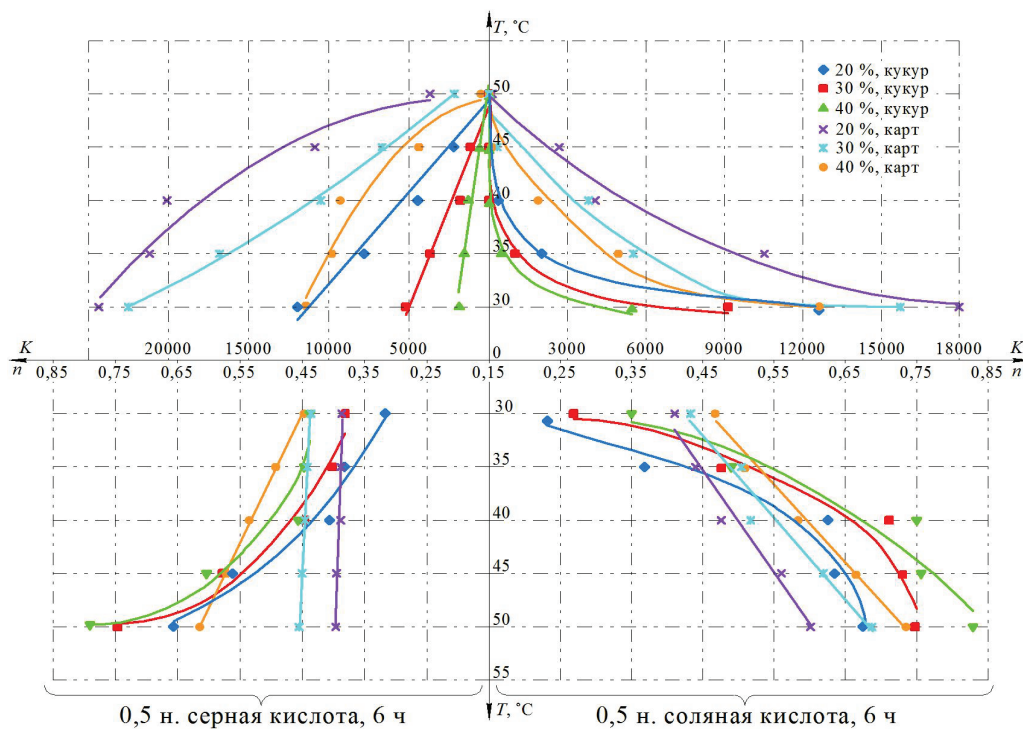 T, °C
50
20 %, кукур
30 %, кукур
40 %, кукур
20 %, карт
30 %, карт
40 %, карт
45
40
35
30
K 20000 15000 10000 5000 0 3000 6000 9000 12000 15000 18000 K
n 0,85 0,75 0,65 0,55 0,45 0,35 0,25 0,15 0,25 0,35 0,45 0,55 0,65 0,75 0,85 n
30
35
40
45
50
55
0,5 н. серная кислота, 6 ч T, °C 0,5 н. соляная кислота, 6 ч